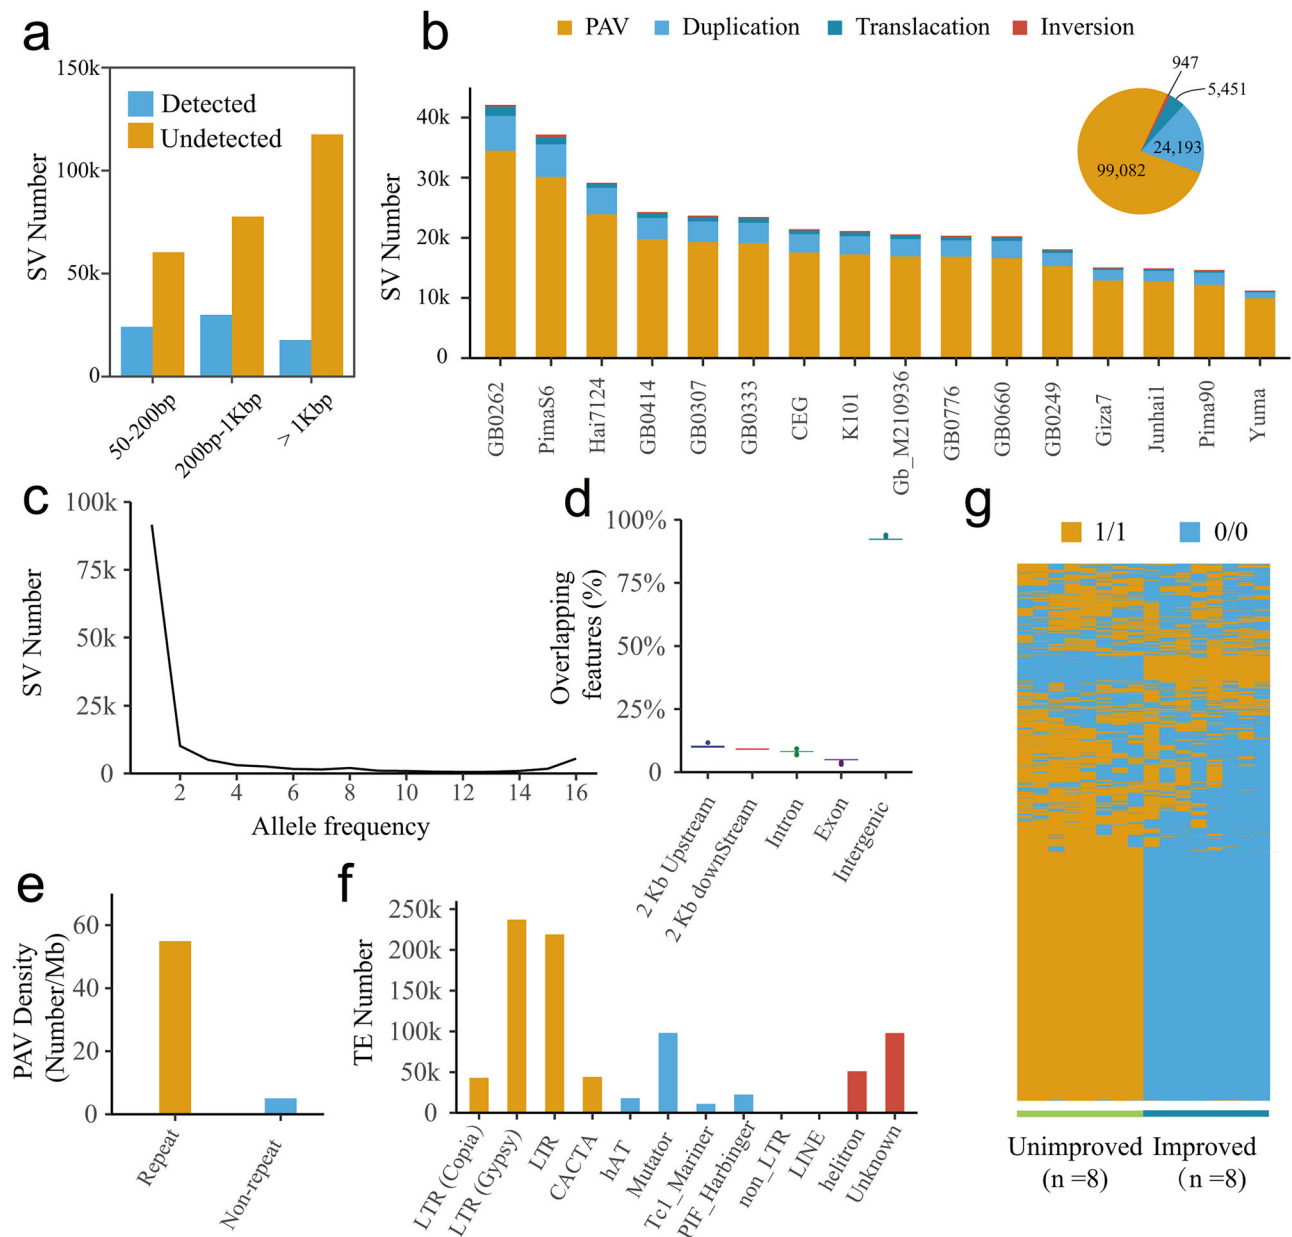 a
150k
100k
50k
0
SV Number
Detected
Undetected
50-200bp
200bp-1Kbp
> 1Kbp
b
PAV
Duplication
Translacation
Inversion
40k
30k
20k
10k
0
SV Number
947
5,451
24,193
99,082
GB0262
PimaS6
Hai7124
GB0414
GB0307
GB0333
CEG
K101
Gb_M210936
GB0776
GB0660
GB0249
Giza7
Junhai1
Pima90
Yuma
c
100k
75k
50k
25k
0
SV Number
2
4
6
8
10
12
14
16
Allele frequency
d
100%
75%
50%
25%
0
Overlapping
features (%)
2 Kb Upstream
2 Kb downStream
Intron
Exon
Intergenic
e
60
40
20
0
PAV Density
(Number/Mb)
Repeat
Non-repeat
f
250k
200k
150k
100k
50k
0
TE Number
LTR (Copia)
LTR (Gypsy)
LTR
CACTA
hAT
Mutator
Tc1_Mariner
PIF_Harbinger
non_LTR
LINE
helitron
Unknown
g
1/1
0/0
Unimproved
(n =8)
Improved
(n =8)